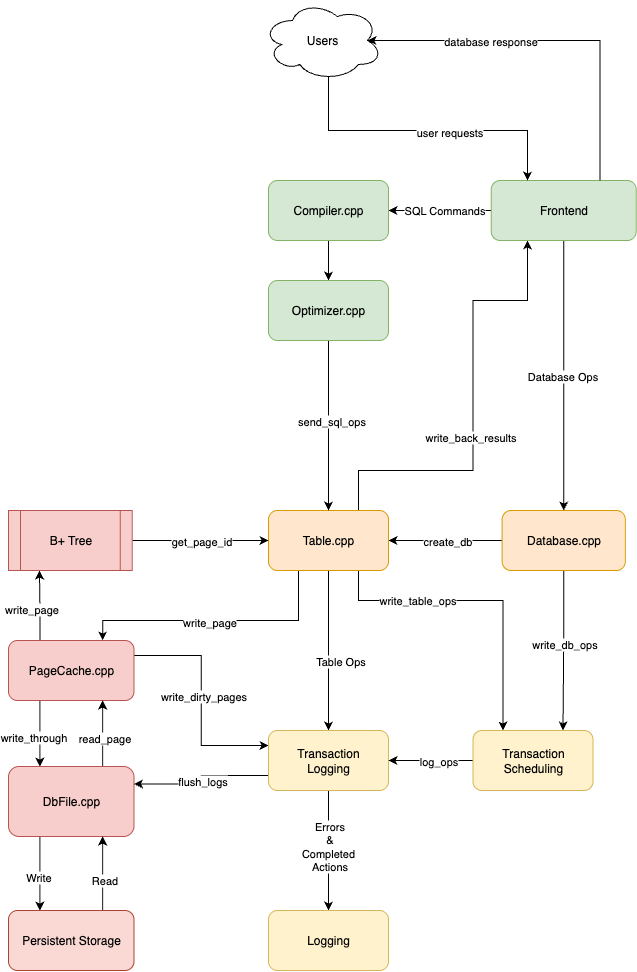 Users
database response
user requests
Compiler.cpp
SQL Commands
Frontend
Optimizer.cpp
Database Ops
send_sql_ops
write_back_results
B+ Tree
get_page_id
Table.cpp
create_db
Database.cpp
write_page
write_page
write_table_ops
write_db_ops
PageCache.cpp
Table Ops
write_dirty_pages
write_through
read_page
Transaction
Logging
log_ops
Transaction
Scheduling
flush_logs
DbFile.cpp
Errors
&
Completed
Actions
Write
Read
Persistent Storage
Logging